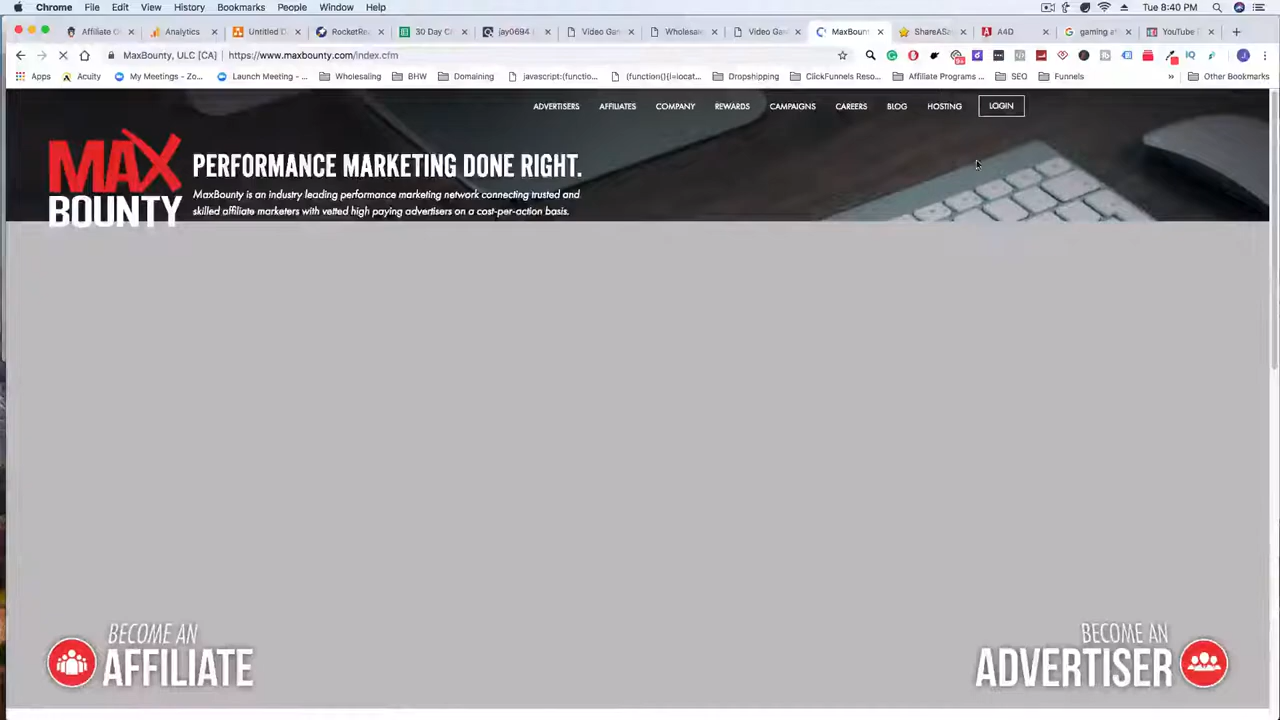 Chrome File Edit View History Bookmarks People Window Help Tue 8:40 PM
Affiliate O Analytics Untitled D RocketRe 30 Day C jay0694 Video Gam Wholesal Video Gam MaxBount ShareASa A4D gaming a YouTube
MaxBounty, ULC [CA] https://www.maxbounty.com/index.cfm
Apps Acuity My Meetings - Zo... Launch Meeting - ... Wholesaling BHW Domaining javascript:(functio... (function(){l=locat... Dropshipping ClickFunnels Reso... Affiliate Programs ... SEO Funnels » Other Bookmarks
ADVERTISERS AFFILIATES COMPANY REWARDS CAMPAIGNS CAREERS BLOG HOSTING LOGIN
MAX
BOUNTY
PERFORMANCE MARKETING DONE RIGHT.
MaxBounty is an industry leading performance marketing network connecting trusted and
skilled affiliate marketers with vetted high paying advertisers on a cost-per-action basis.
BECOME AN
AFFILIATE
BECOME AN
ADVERTISER